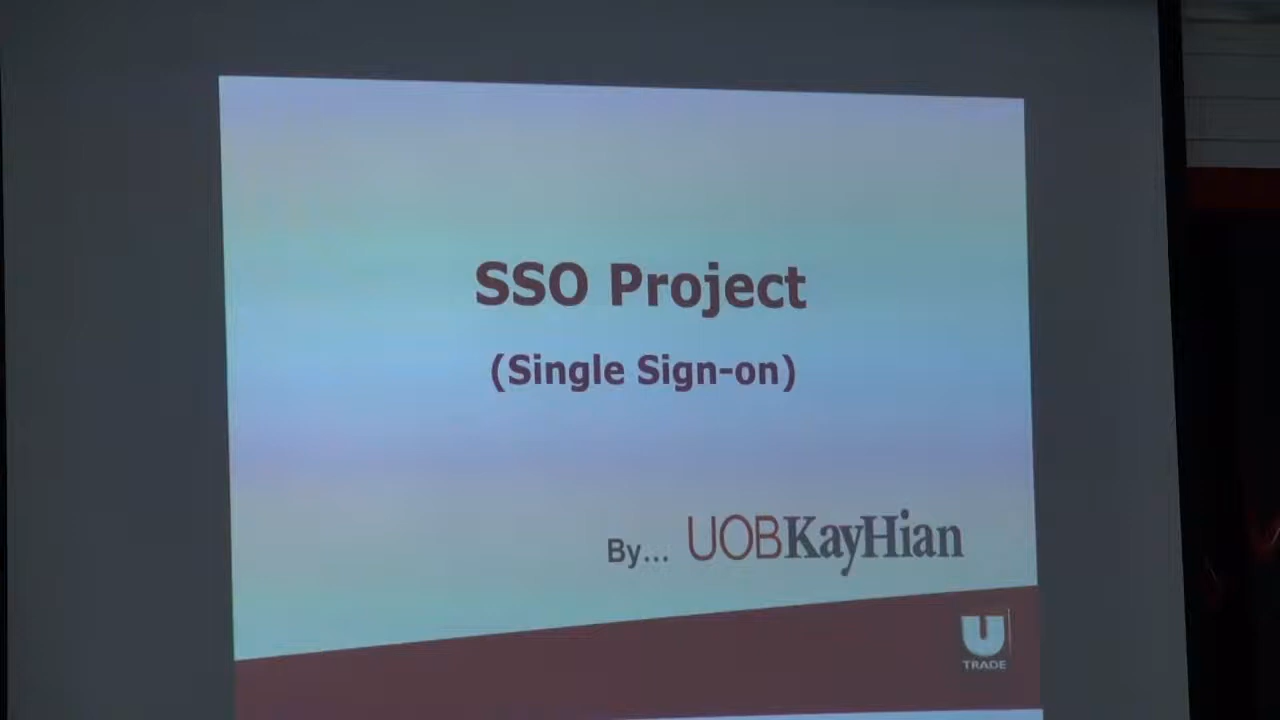 SSO Project
(Single Sign-on)
By... UOBKayHian
U
TRADE